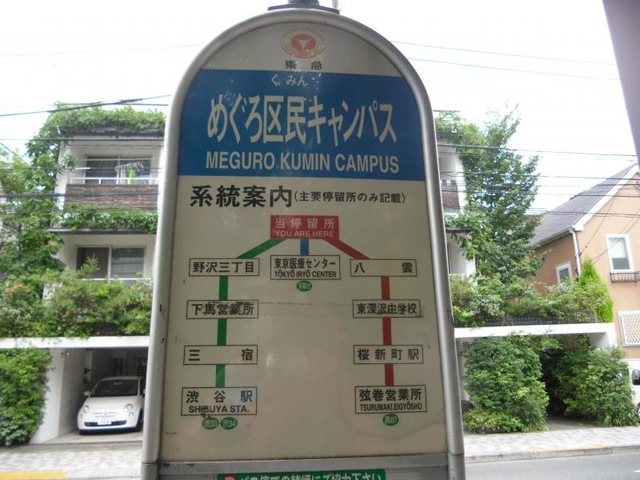 東急
くみん
めぐろ区民キャンパス
MEGURO KUMIN CAMPUS
系統案内(主要停留所のみ記載)
当停留所
YOU ARE HERE
野沢三丁目
東京医療センター
TŌKYŌ IRYŌ CENTER
八雲
下馬営業所
東深沢中学校
三宿
桜新町駅
渋谷駅
SHIBUYA STA.
弦巻営業所
TSURUMAKI EIGYŌSHO